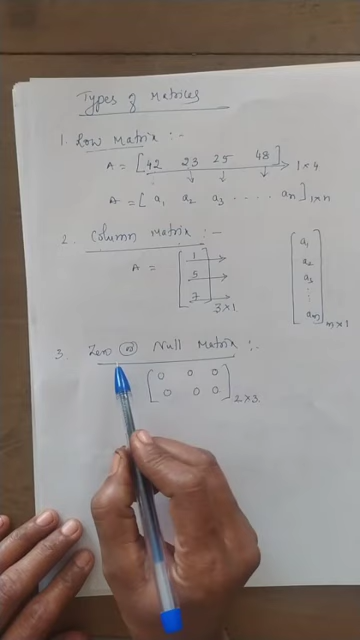 Types of Matrices
1. Row Matrix :-
A = [42 23 25 48] 1×4
A = [ a1 a2 a3 ..... an ] 1×n
2. Column Matrix :-
A = [ 1
5
7 ] 3×1
[ a1
a2
a3
⋮
am ] m×1
3. Zero or Null Matrix :-
[ 0 0 0
0 0 0 ] 2×3